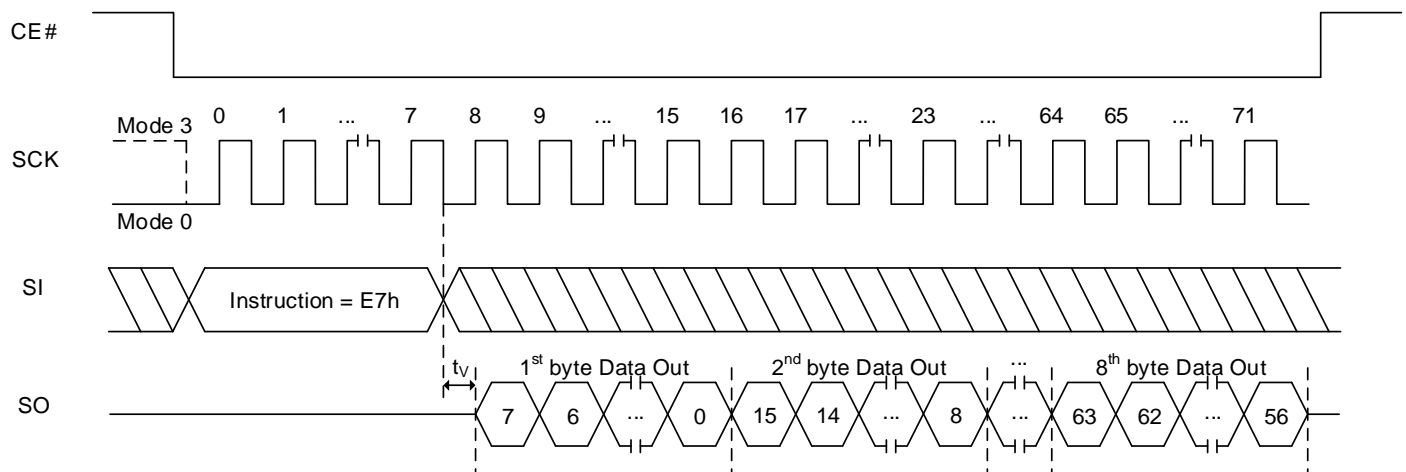 CE#
0 1 ... 7 8 9 ... 15 16 17 ... 23 ... 64 65 ... 71
Mode 3
SCK
Mode 0
SI
Instruction = E7h
tV 1st byte Data Out 2nd byte Data Out ... 8th byte Data Out
SO
7 6 ... 0 15 14 ... 8 ... 63 62 ... 56